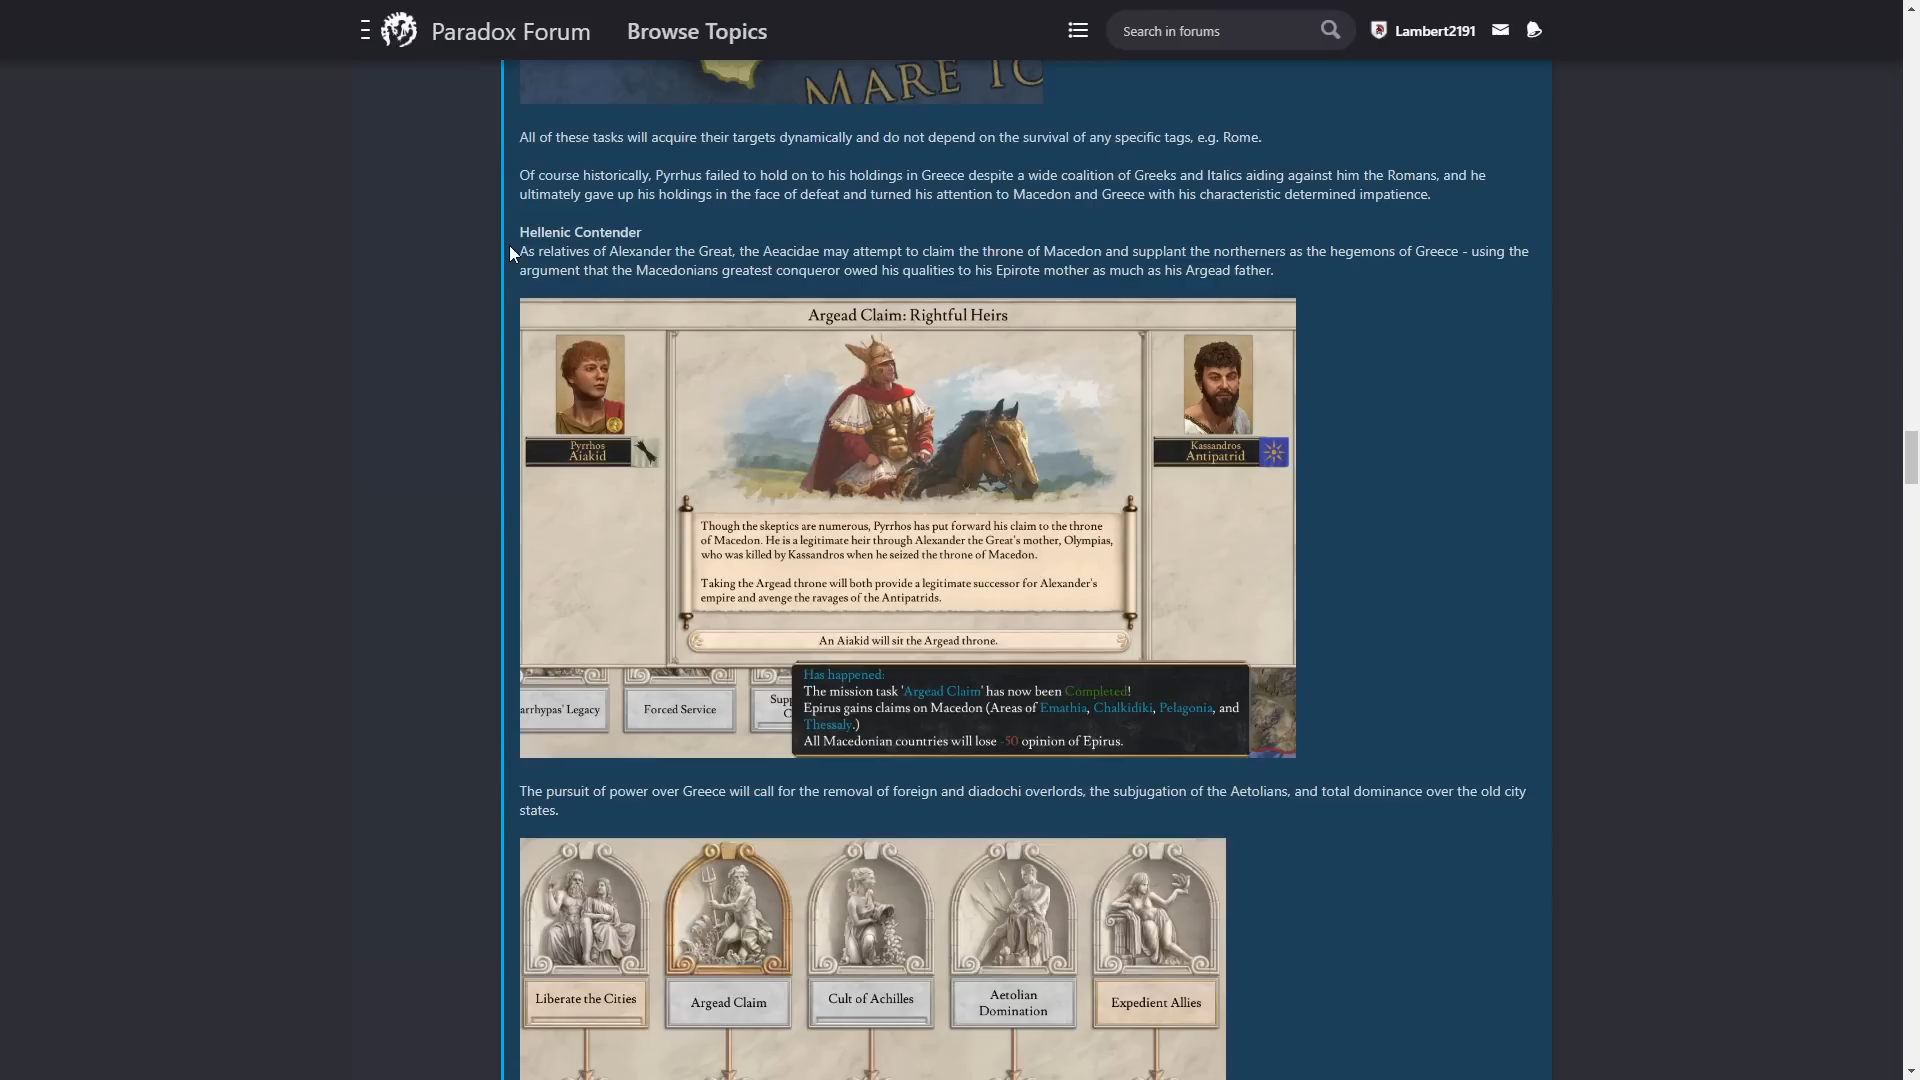 Paradox Forum
Browse Topics
Search in forums
Lambert2191
MARE IC
All of these tasks will acquire their targets dynamically and do not depend on the survival of any specific tags, e.g. Rome.
Of course historically, Pyrrhus failed to hold on to his holdings in Greece despite a wide coalition of Greeks and Italics aiding against him the Romans, and he
ultimately gave up his holdings in the face of defeat and turned his attention to Macedon and Greece with his characteristic determined impatience.
Hellenic Contender
As relatives of Alexander the Great, the Aeacidae may attempt to claim the throne of Macedon and supplant the northerners as the hegemons of Greece - using the
argument that the Macedonians greatest conqueror owed his qualities to his Epirote mother as much as his Argead father.
Argead Claim: Rightful Heirs
Pyrrhos
Aiakid
Kassandros
Antipatrid
Though the skeptics are numerous, Pyrrhos has put forward his claim to the throne
of Macedon. He is a legitimate heir through Alexander the Great's mother, Olympias,
who was killed by Kassandros when he seized the throne of Macedon.
Taking the Argead throne will both provide a legitimate successor for Alexander's
empire and avenge the ravages of the Antipatrids.
An Aiakid will sit the Argead throne.
arrhypas' Legacy
Forced Service
Supp
C
Has happened:
The mission task 'Argead Claim' has now been Completed!
Epirus gains claims on Macedon (Areas of Emathia, Chalkidiki, Pelagonia, and
Thessaly.)
All Macedonian countries will lose -50 opinion of Epirus.
The pursuit of power over Greece will call for the removal of foreign and diadochi overlords, the subjugation of the Aetolians, and total dominance over the old city
states.
Liberate the Cities
Argead Claim
Cult of Achilles
Aetolian
Domination
Expedient Allies